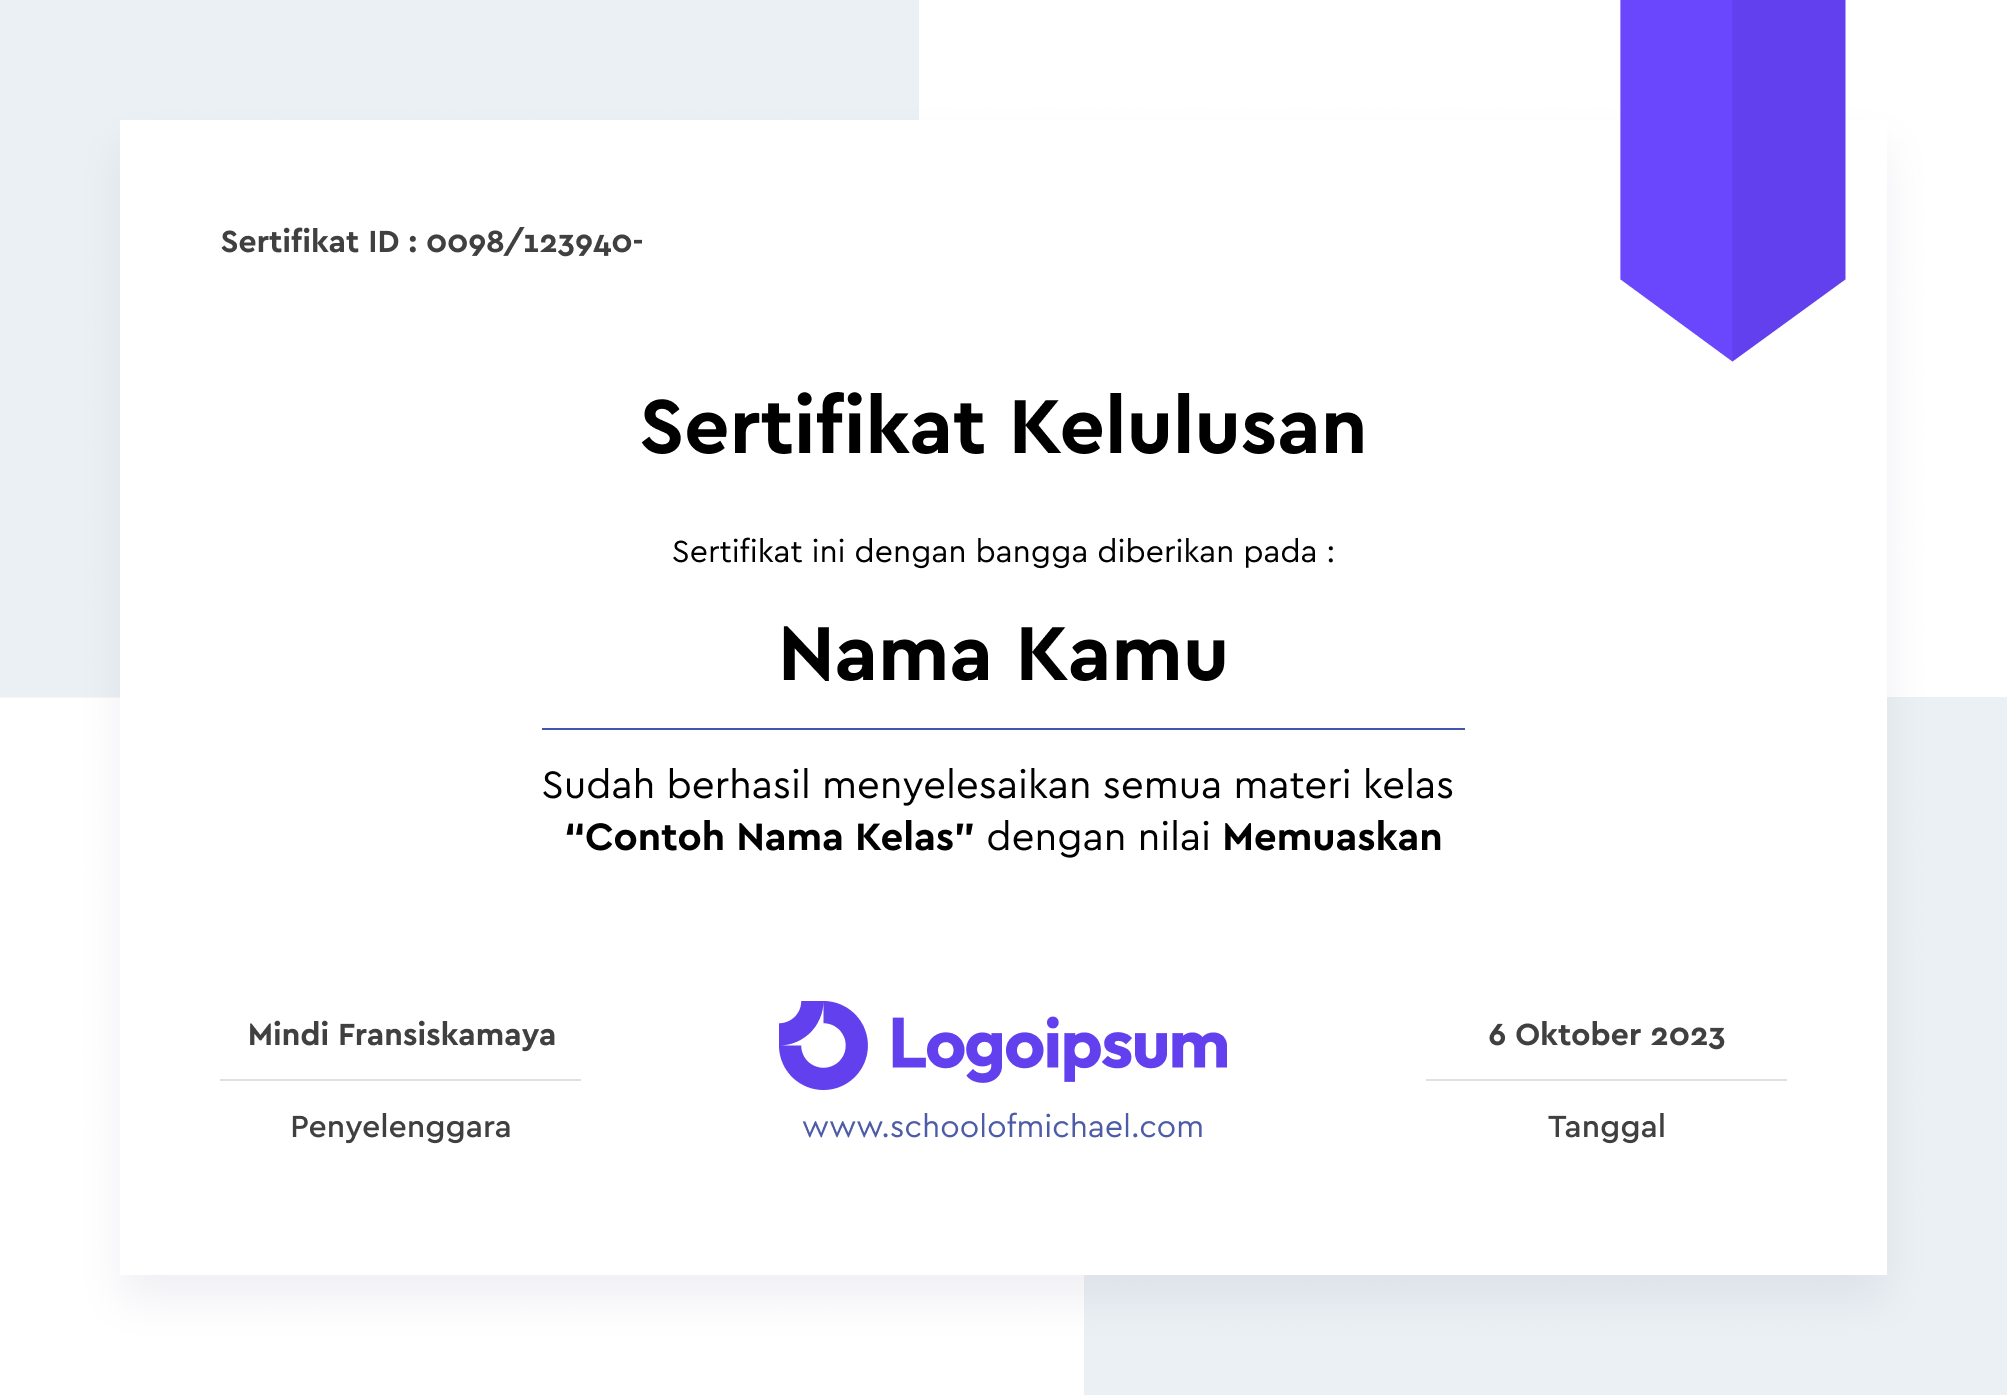 Sertifikat ID : 0098/123940-
Sertifikat Kelulusan
Sertifikat ini dengan bangga diberikan pada :
Nama Kamu
Sudah berhasil menyelesaikan semua materi kelas
“Contoh Nama Kelas” dengan nilai Memuaskan
Mindi Fransiskamaya
Penyelenggara
Logoipsum
www.schoolofmichael.com
6 Oktober 2023
Tanggal